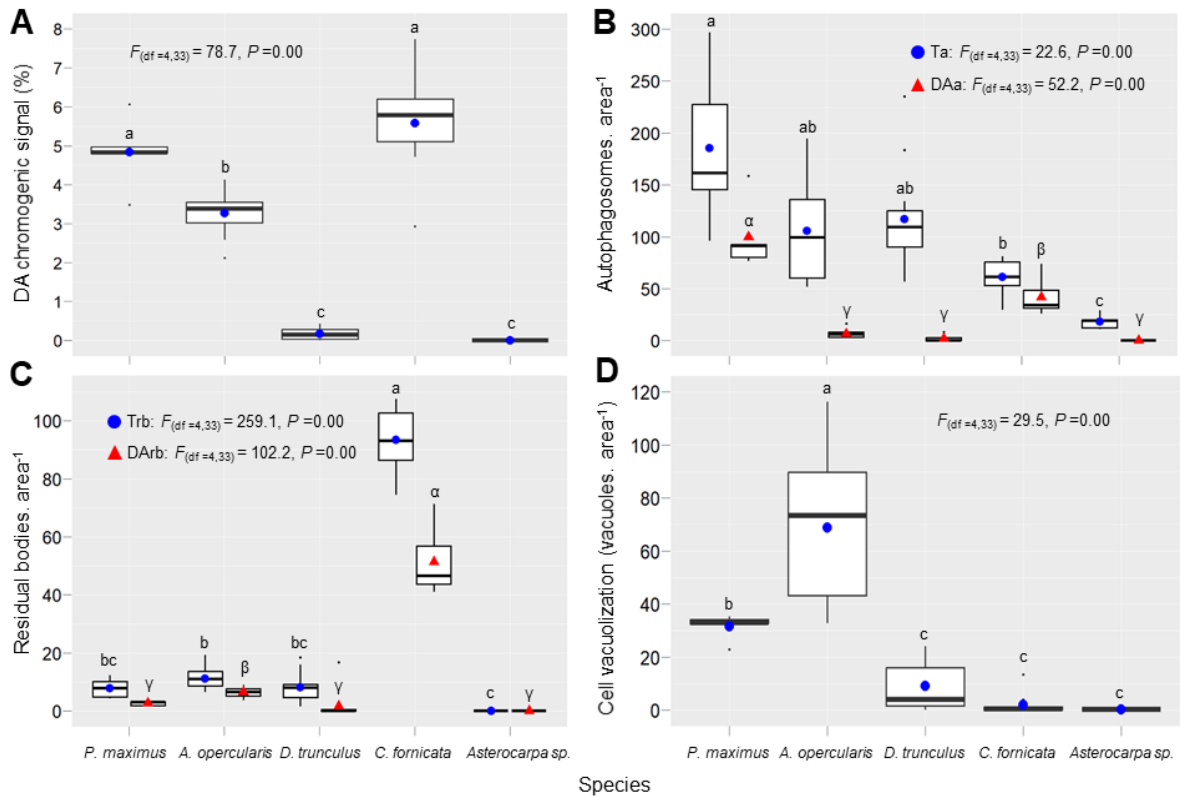 A
DA chromogenic signal (%)
8
7
6
5
4
3
2
1
0
F(df =4,33) = 78.7, P =0.00
a
b
c
a
c
B
Autophagosomes. area-1
300
250
200
150
100
50
0
Ta: F(df =4,33) = 22.6, P =0.00
DAa: F(df =4,33) = 52.2, P =0.00
a
α
ab
γ
ab
γ
b
β
c
γ
C
Residual bodies. area-1
100
80
60
40
20
0
Trb: F(df =4,33) = 259.1, P =0.00
DArb: F(df =4,33) = 102.2, P =0.00
bc
γ
b
β
bc
γ
a
α
c
γ
P. maximus
A. opercularis
D. trunculus
C. fornicata
Asterocarpa sp.
D
Cell vacuolization (vacuoles. area-1)
120
100
80
60
40
20
0
F(df =4,33) = 29.5, P =0.00
b
a
c
c
c
P. maximus
A. opercularis
D. trunculus
C. fornicata
Asterocarpa sp.
Species